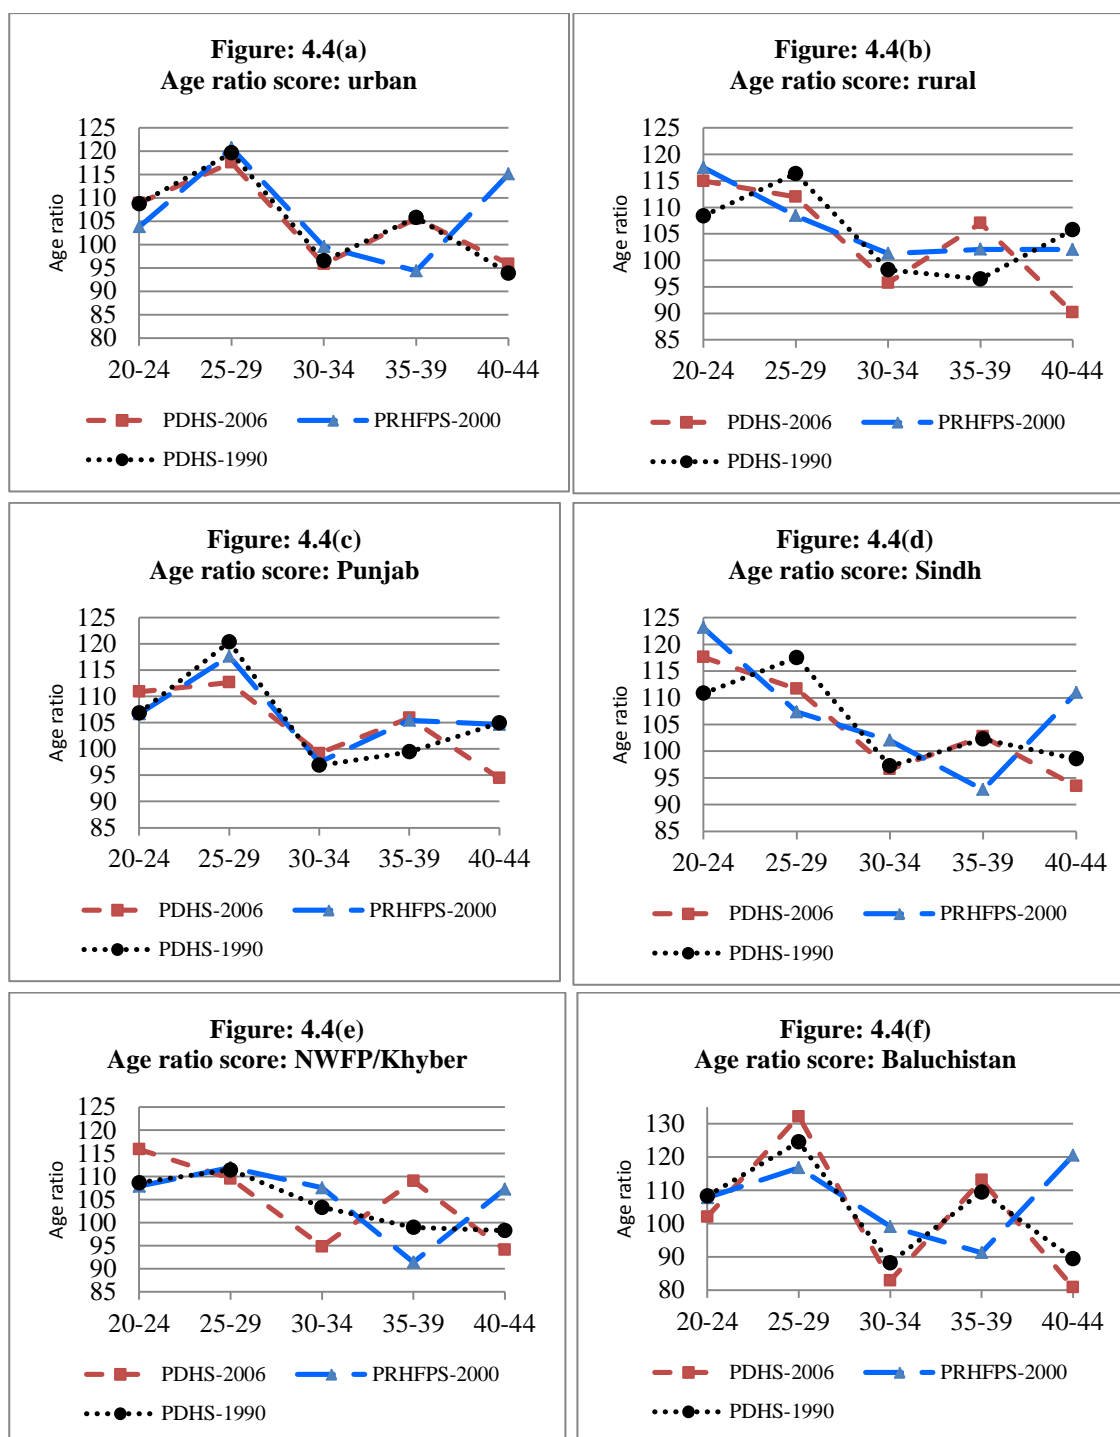 Figure: 4.4(a)
Age ratio score: urban
Age ratio
125
120
115
110
105
100
95
90
85
80
20-24 25-29 30-34 35-39 40-44
PDHS-2006 PRHFPS-2000
PDHS-1990
Figure: 4.4(b)
Age ratio score: rural
Age ratio
125
120
115
110
105
100
95
90
85
20-24 25-29 30-34 35-39 40-44
PDHS-2006 PRHFPS-2000
PDHS-1990
Figure: 4.4(c)
Age ratio score: Punjab
Age ratio
125
120
115
110
105
100
95
90
85
20-24 25-29 30-34 35-39 40-44
PDHS-2006 PRHFPS-2000
PDHS-1990
Figure: 4.4(d)
Age ratio score: Sindh
Age ratio
125
120
115
110
105
100
95
90
85
20-24 25-29 30-34 35-39 40-44
PDHS-2006 PRHFPS-2000
PDHS-1990
Figure: 4.4(e)
Age ratio score: NWFP/Khyber
Age ratio
125
120
115
110
105
100
95
90
85
20-24 25-29 30-34 35-39 40-44
PDHS-2006 PRHFPS-2000
PDHS-1990
Figure: 4.4(f)
Age ratio score: Baluchistan
Age ratio
130
120
110
100
90
80
20-24 25-29 30-34 35-39 40-44
PDHS-2006 PRHFPS-2000
PDHS-1990